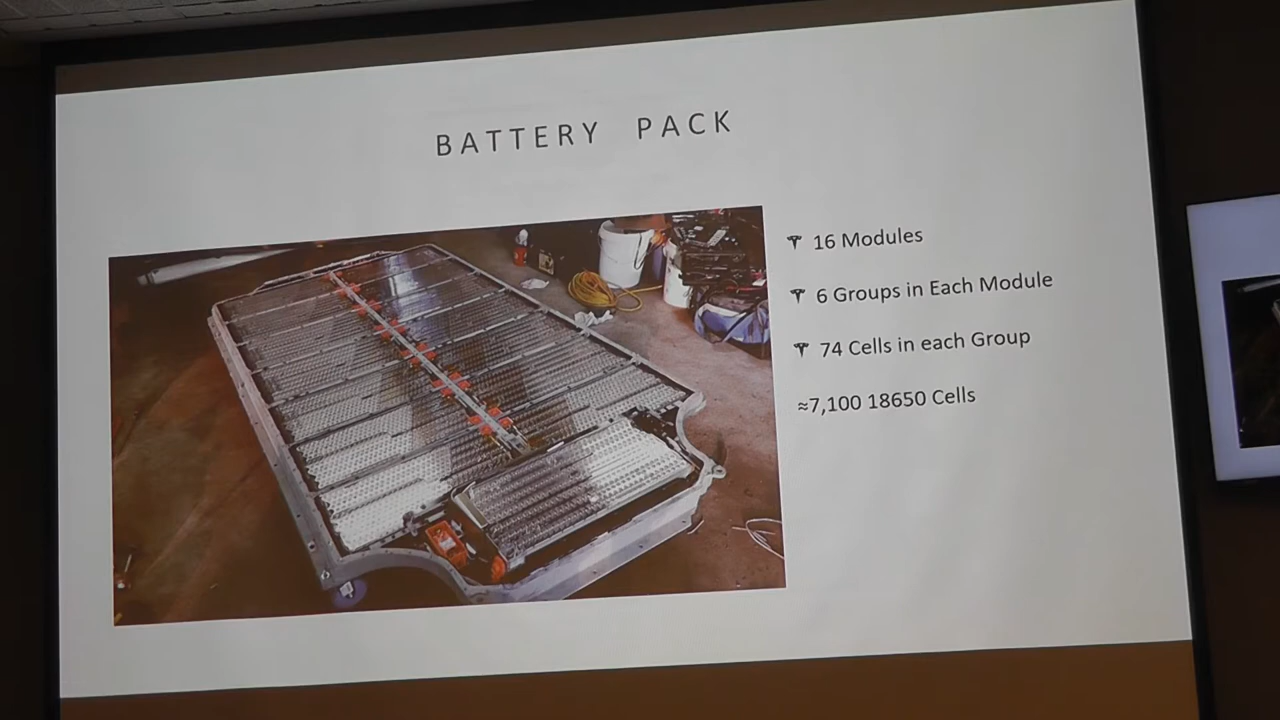 BATTERY PACK
16 Modules
6 Groups in Each Module
74 Cells in each Group
≈7,100 18650 Cells